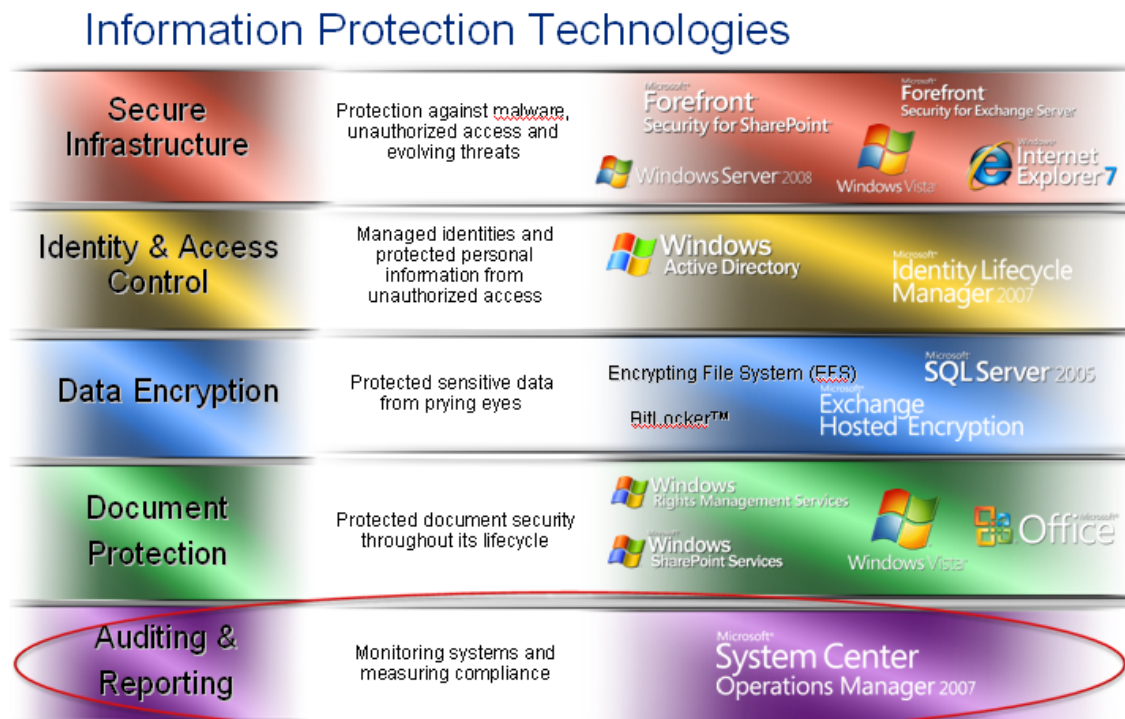 Information Protection Technologies
Secure
Infrastructure
Protection against malware,
unauthorized access and
evolving threats
Microsoft®
Forefront™
Security for SharePoint®
Microsoft®
Forefront™
Security for Exchange Server
Windows Server® 2008
Windows Vista®
Windows®
Internet
Explorer 7
Identity & Access
Control
Managed identities and
protected personal
information from
unauthorized access
Windows
Active Directory
Microsoft®
Identity Lifecycle
Manager 2007
Data Encryption
Protected sensitive data
from prying eyes
Encrypting File System (EFS)
BitLocker™
Microsoft®
SQL Server® 2005
Exchange
Hosted Encryption
Document
Protection
Protected document security
throughout its lifecycle
Windows
Rights Management Services
Microsoft®
Windows
SharePoint Services
Windows Vista®
Microsoft®
Office
Auditing &
Reporting
Monitoring systems and
measuring compliance
Microsoft®
System Center
Operations Manager 2007